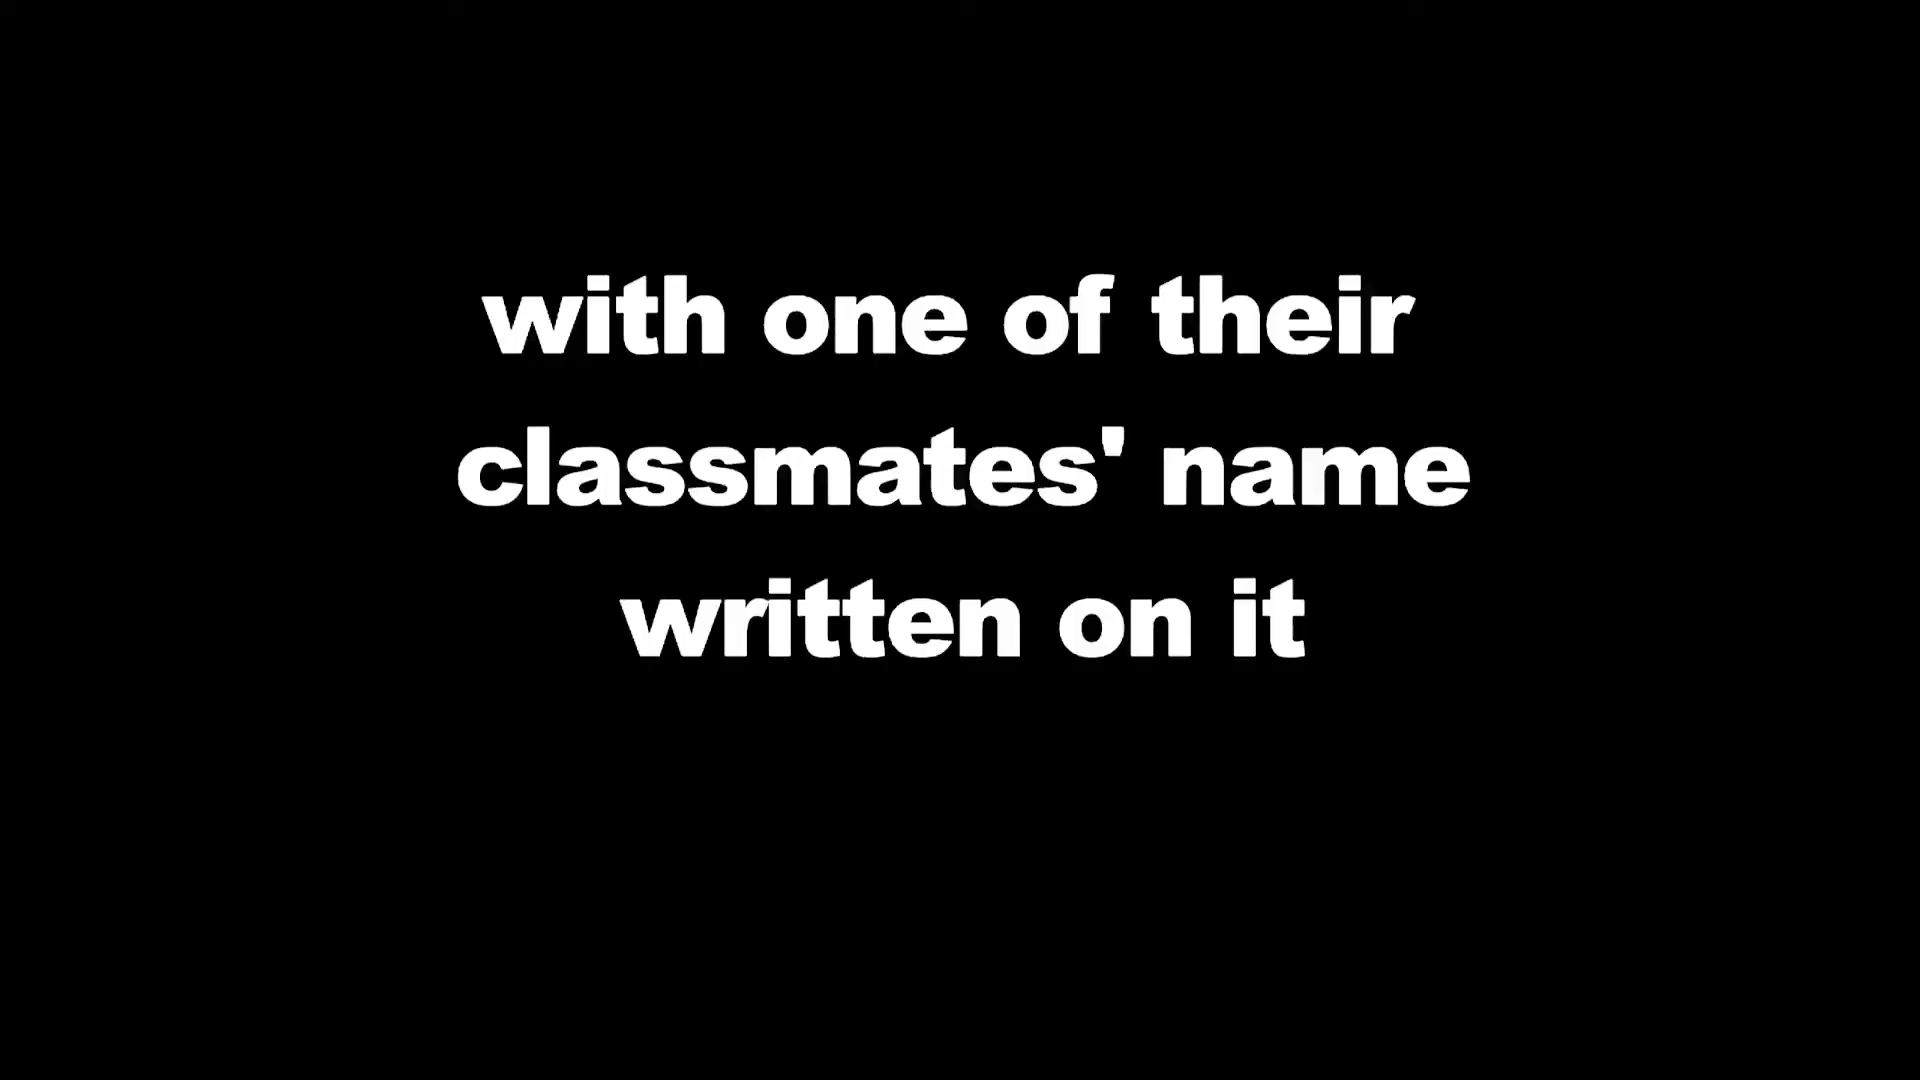 with one of their
classmates' name
written on it